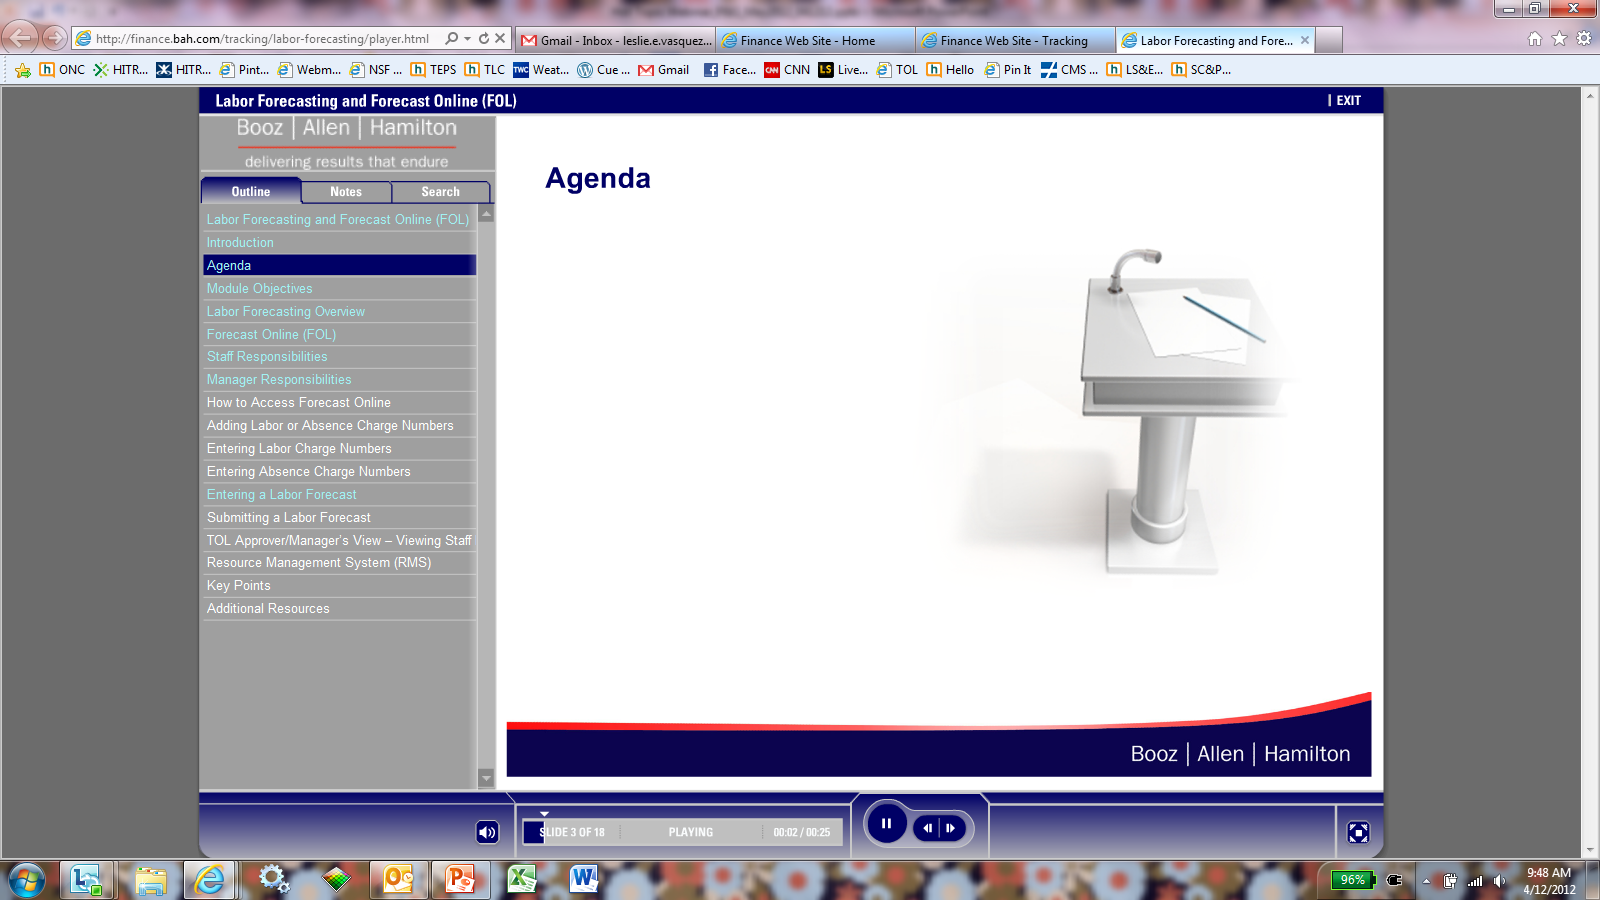 http://finance.bah.com/tracking/labor-forecasting/player.html
Gmail - Inbox - leslie.e.vasquez...
Finance Web Site - Home
Finance Web Site - Tracking
Labor Forecasting and Fore...
ONC
HITR...
HITR...
Pint...
Webm...
NSF ...
TEPS
TLC
Weat...
Cue ...
Gmail
Face...
CNN
Live...
TOL
Hello
Pin It
CMS ...
LS&E...
SC&P...
Labor Forecasting and Forecast Online (FOL)
| EXIT
Booz | Allen | Hamilton
delivering results that endure
Outline
Notes
Search
Labor Forecasting and Forecast Online (FOL)
Introduction
Agenda
Module Objectives
Labor Forecasting Overview
Forecast Online (FOL)
Staff Responsibilities
Manager Responsibilities
How to Access Forecast Online
Adding Labor or Absence Charge Numbers
Entering Labor Charge Numbers
Entering Absence Charge Numbers
Entering a Labor Forecast
Submitting a Labor Forecast
TOL Approver/Manager's View – Viewing Staff
Resource Management System (RMS)
Key Points
Additional Resources
Agenda
Booz | Allen | Hamilton
SLIDE 3 OF 18
PLAYING
00:02 / 00:25
96%
9:48 AM
4/12/2012